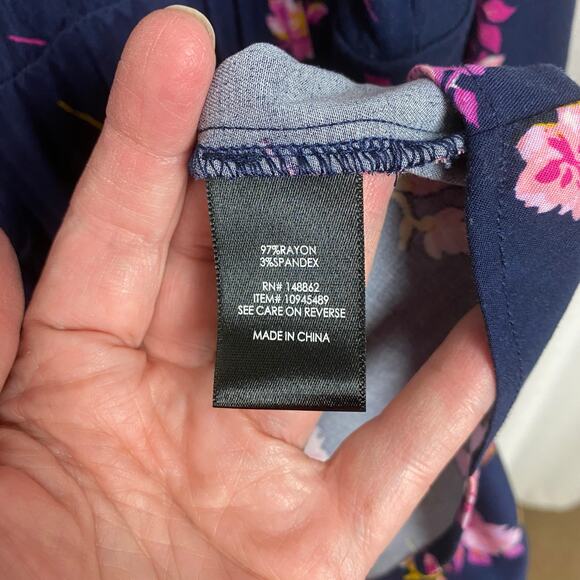 97%RAYON
3%SPANDEX
RN# 148862
ITEM# 10945489
SEE CARE ON REVERSE
MADE IN CHINA